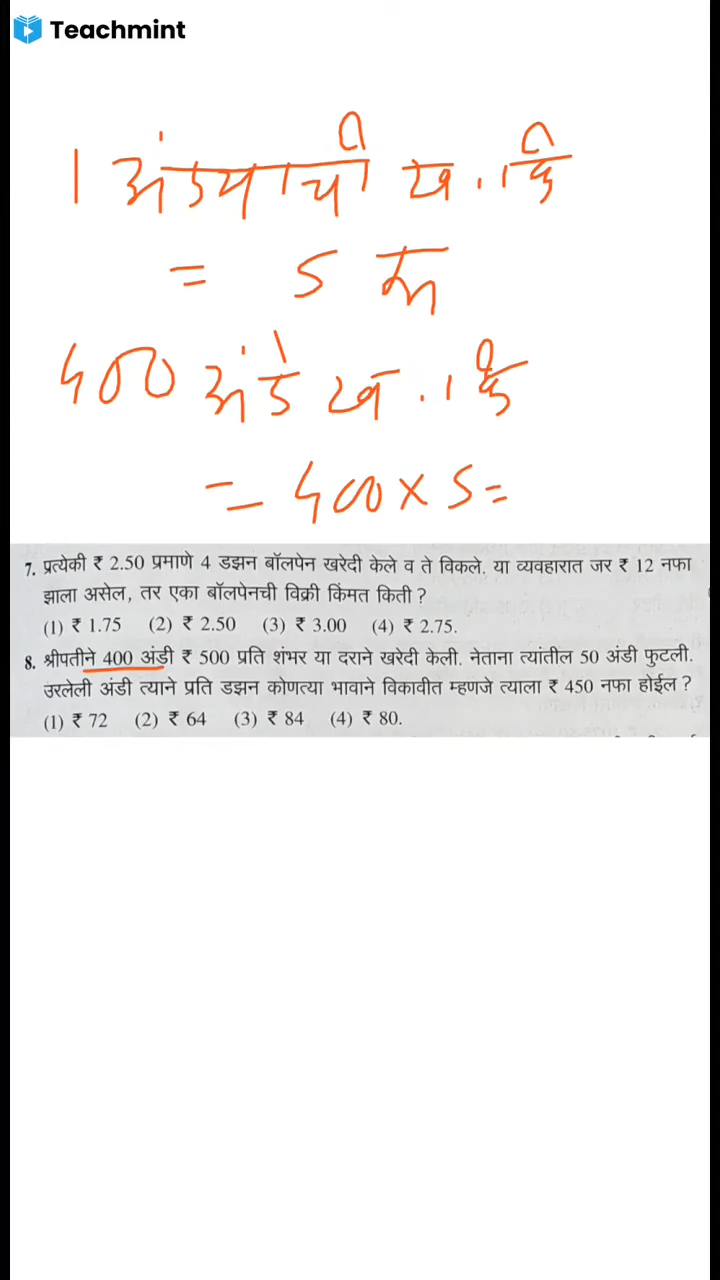 Teachmint
1 अंड्याची ख. कि
= 5 रु
400 अंडे ख. कि
= 400 × 5 =
7. प्रत्येकी ₹ 2.50 प्रमाणे 4 डझन बॉलपेन खरेदी केले व ते विकले. या व्यवहारात जर ₹ 12 नफा
झाला असेल, तर एका बॉलपेनची विक्री किंमत किती ?
(1) ₹ 1.75 (2) ₹ 2.50 (3) ₹ 3.00 (4) ₹ 2.75.
8. श्रीपतीने 400 अंडी ₹ 500 प्रति शंभर या दराने खरेदी केली. नेताना त्यांतील 50 अंडी फुटली.
उरलेली अंडी त्याने प्रति डझन कोणत्या भावाने विकावीत म्हणजे त्याला ₹ 450 नफा होईल ?
(1) ₹ 72 (2) ₹ 64 (3) ₹ 84 (4) ₹ 80.